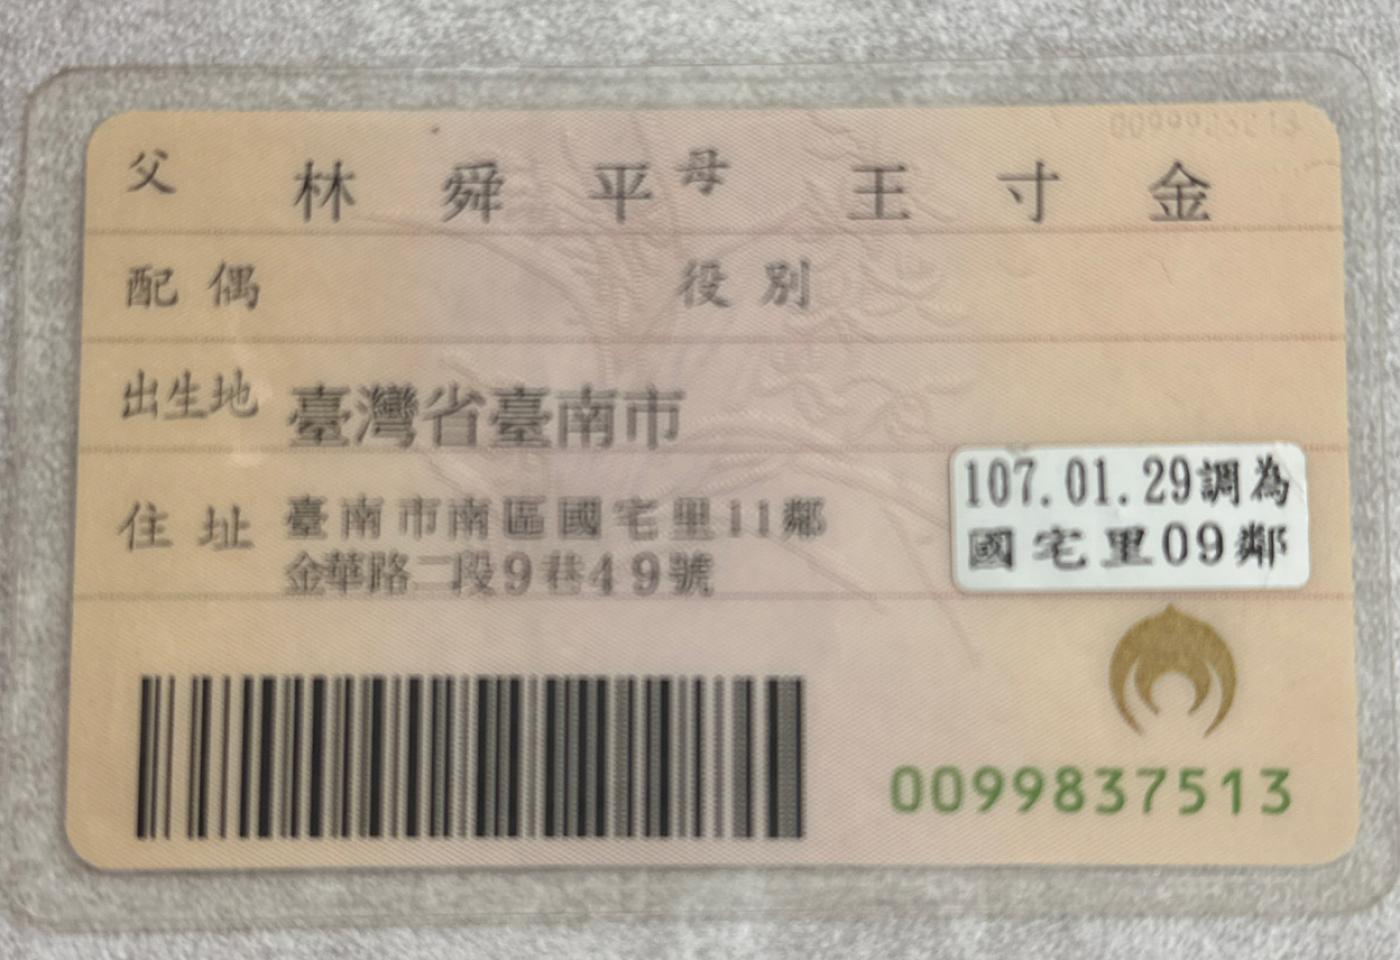 父 林舜平 母 王寸金
配偶 役別
出生地 臺灣省臺南市
住址 臺南市南區國宅里11鄰
金華路二段9巷49號
107.01.29調為
國宅里09鄰
0099837513